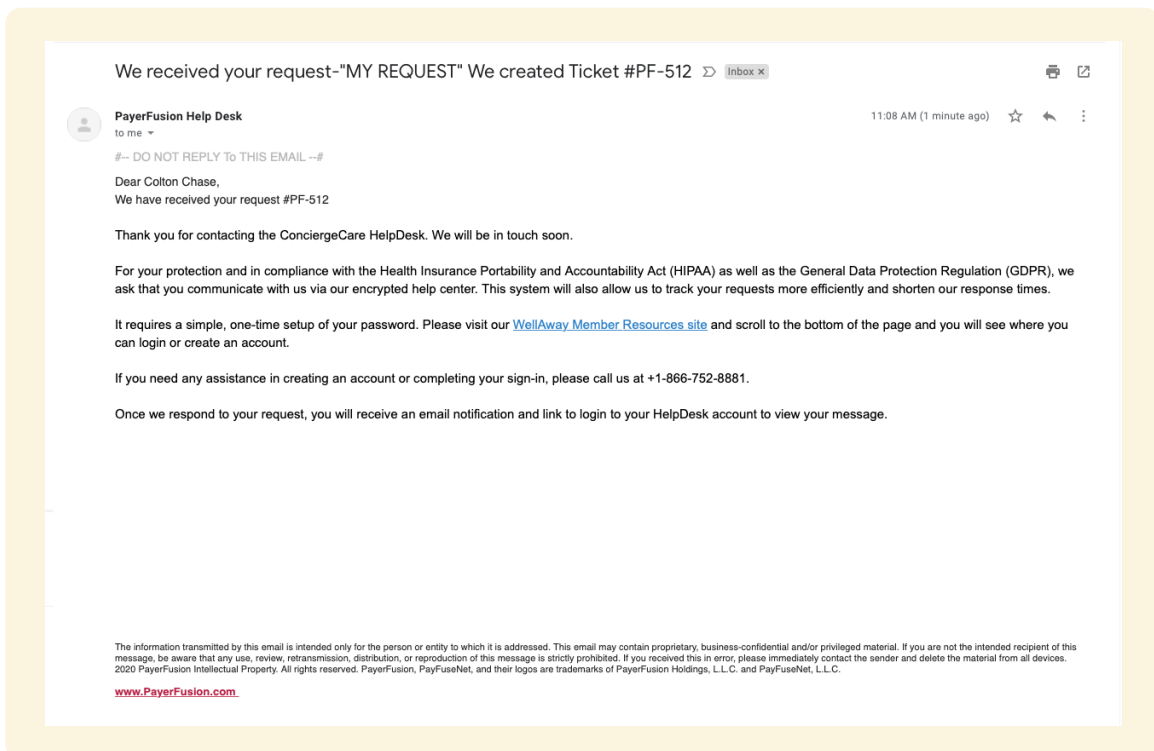 We received your request-"MY REQUEST" We created Ticket #PF-512 Inbox x
PayerFusion Help Desk 11:08 AM (1 minute ago)
to me
#-- DO NOT REPLY To THIS EMAIL --#
Dear Colton Chase,
We have received your request #PF-512
Thank you for contacting the ConciergeCare HelpDesk. We will be in touch soon.
For your protection and in compliance with the Health Insurance Portability and Accountability Act (HIPAA) as well as the General Data Protection Regulation (GDPR), we
ask that you communicate with us via our encrypted help center. This system will also allow us to track your requests more efficiently and shorten our response times.
It requires a simple, one-time setup of your password. Please visit our WellAway Member Resources site and scroll to the bottom of the page and you will see where you
can login or create an account.
If you need any assistance in creating an account or completing your sign-in, please call us at +1-866-752-8881.
Once we respond to your request, you will receive an email notification and link to login to your HelpDesk account to view your message.
The information transmitted by this email is intended only for the person or entity to which it is addressed. This email may contain proprietary, business-confidential and/or privileged material. If you are not the intended recipient of this
message, be aware that any use, review, retransmission, distribution, or reproduction of this message is strictly prohibited. If you received this in error, please immediately contact the sender and delete the material from all devices.
2020 PayerFusion Intellectual Property. All rights reserved. PayerFusion, PayFuseNet, and their logos are trademarks of PayerFusion Holdings, L.L.C. and PayFuseNet, L.L.C.
www.PayerFusion.com